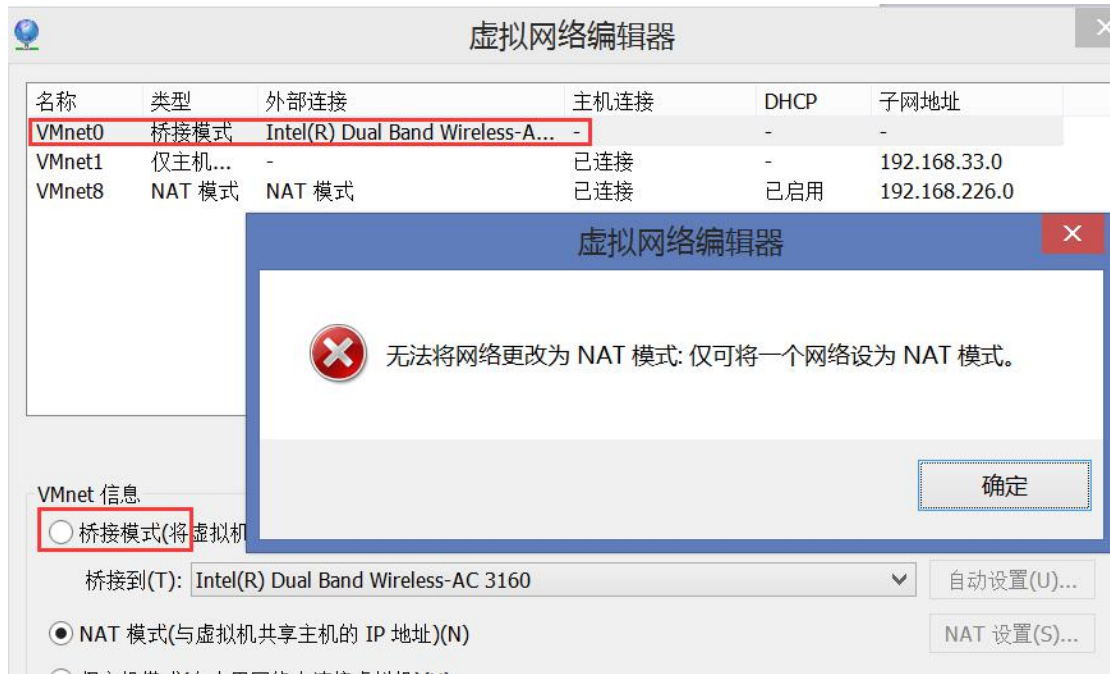 虚拟网络编辑器
名称 类型 外部连接 主机连接 DHCP 子网地址
VMnet0 桥接模式 Intel(R) Dual Band Wireless-A... - - -
VMnet1 仅主机... - 已连接 - 192.168.33.0
VMnet8 NAT 模式 NAT 模式 已连接 已启用 192.168.226.0
虚拟网络编辑器
无法将网络更改为 NAT 模式: 仅可将一个网络设为 NAT 模式。
确定
VMnet 信息
桥接模式(将虚拟机
桥接到(T): Intel(R) Dual Band Wireless-AC 3160 自动设置(U)...
NAT 模式(与虚拟机共享主机的 IP 地址)(N) NAT 设置(S)...